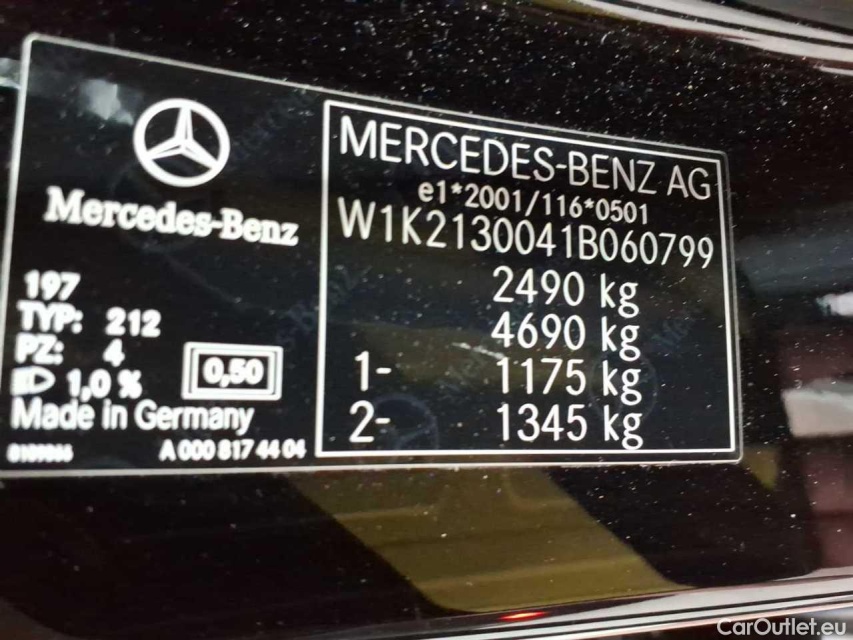 Mercedes-Benz
197
TYP: 212
PZ: 4
1,0 %
0,50
Made in Germany
A 000 817 44 04
MERCEDES-BENZ AG
e1*2001/116*0501
W1K2130041B060799
2490 kg
4690 kg
1- 1175 kg
2- 1345 kg
CarOutlet.eu